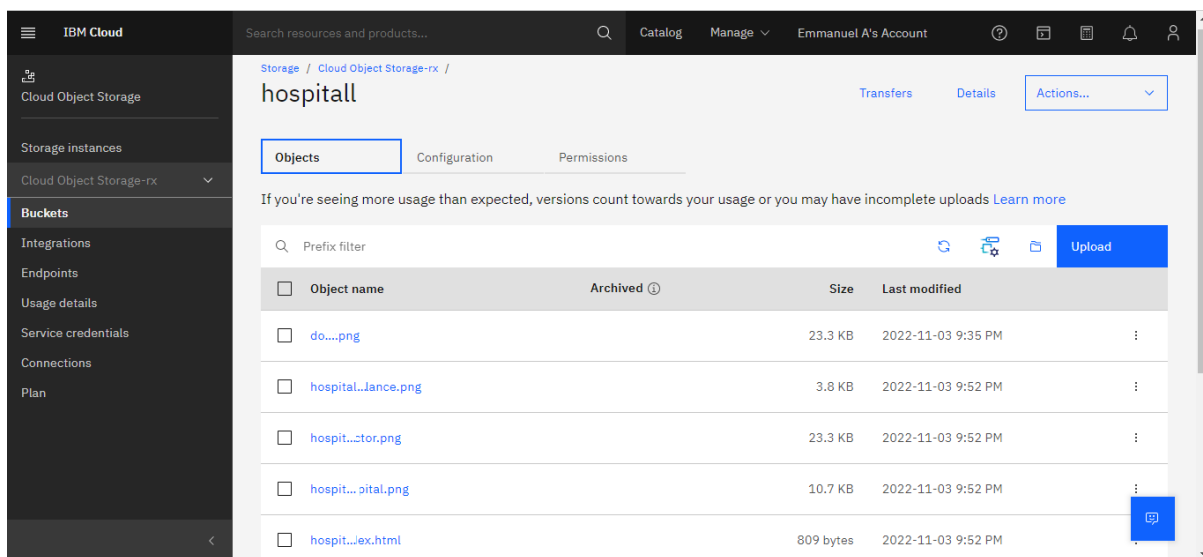 IBM Cloud
Search resources and products...
Catalog
Manage
Emmanuel A's Account
Cloud Object Storage
Storage instances
Cloud Object Storage-rx
Buckets
Integrations
Endpoints
Usage details
Service credentials
Connections
Plan
Storage / Cloud Object Storage-rx /
hospitall
Transfers
Details
Actions...
Objects
Configuration
Permissions
If you're seeing more usage than expected, versions count towards your usage or you may have incomplete uploads Learn more
Prefix filter
Upload
Object name Archived Size Last modified
do....png 23.3 KB 2022-11-03 9:35 PM
hospital...lance.png 3.8 KB 2022-11-03 9:52 PM
hospit...ctor.png 23.3 KB 2022-11-03 9:52 PM
hospit... pital.png 10.7 KB 2022-11-03 9:52 PM
hospit...ex.html 809 bytes 2022-11-03 9:52 PM